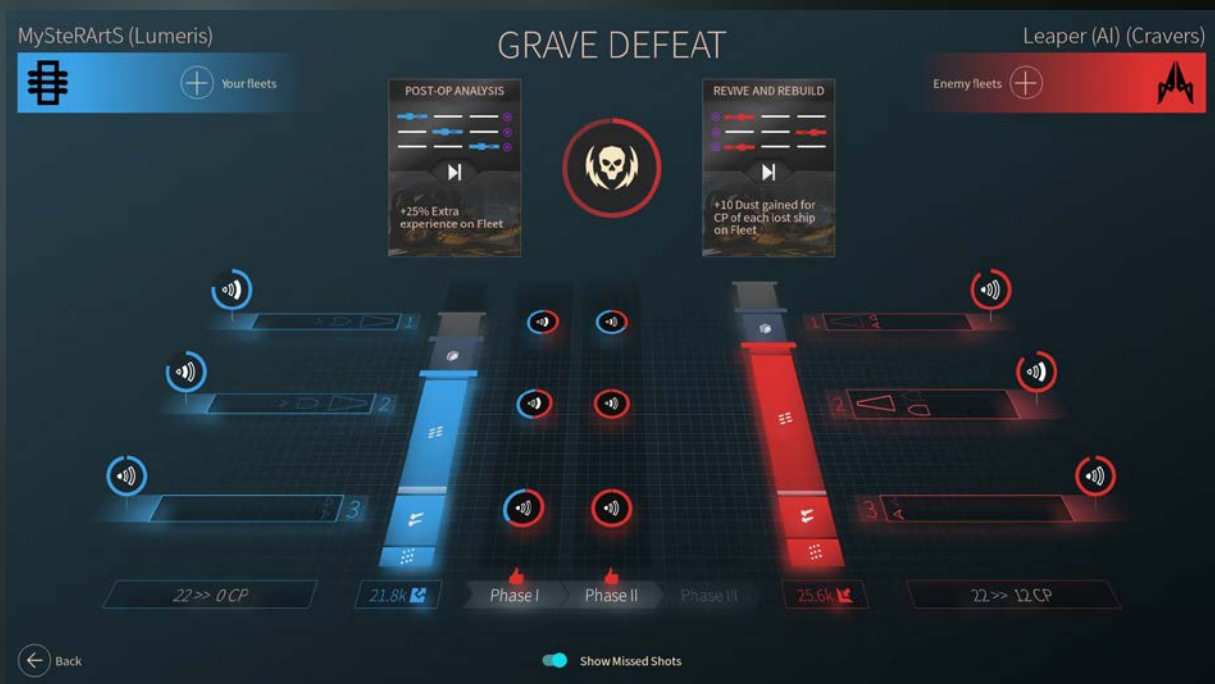 MySteRArtS (Lumeris)
GRAVE DEFEAT
Leaper (AI) (Cravers)
Your fleets
Enemy fleets
POST-OP ANALYSIS
+25% Extra
experience on Fleet
REVIVE AND REBUILD
+10 Dust gained for
CP of each lost ship
on Fleet
1
1
2
2
3
3
22 >> 0 CP
21.8k
Phase I
Phase II
Phase III
25.6k
22 >> 12 CP
Back
Show Missed Shots